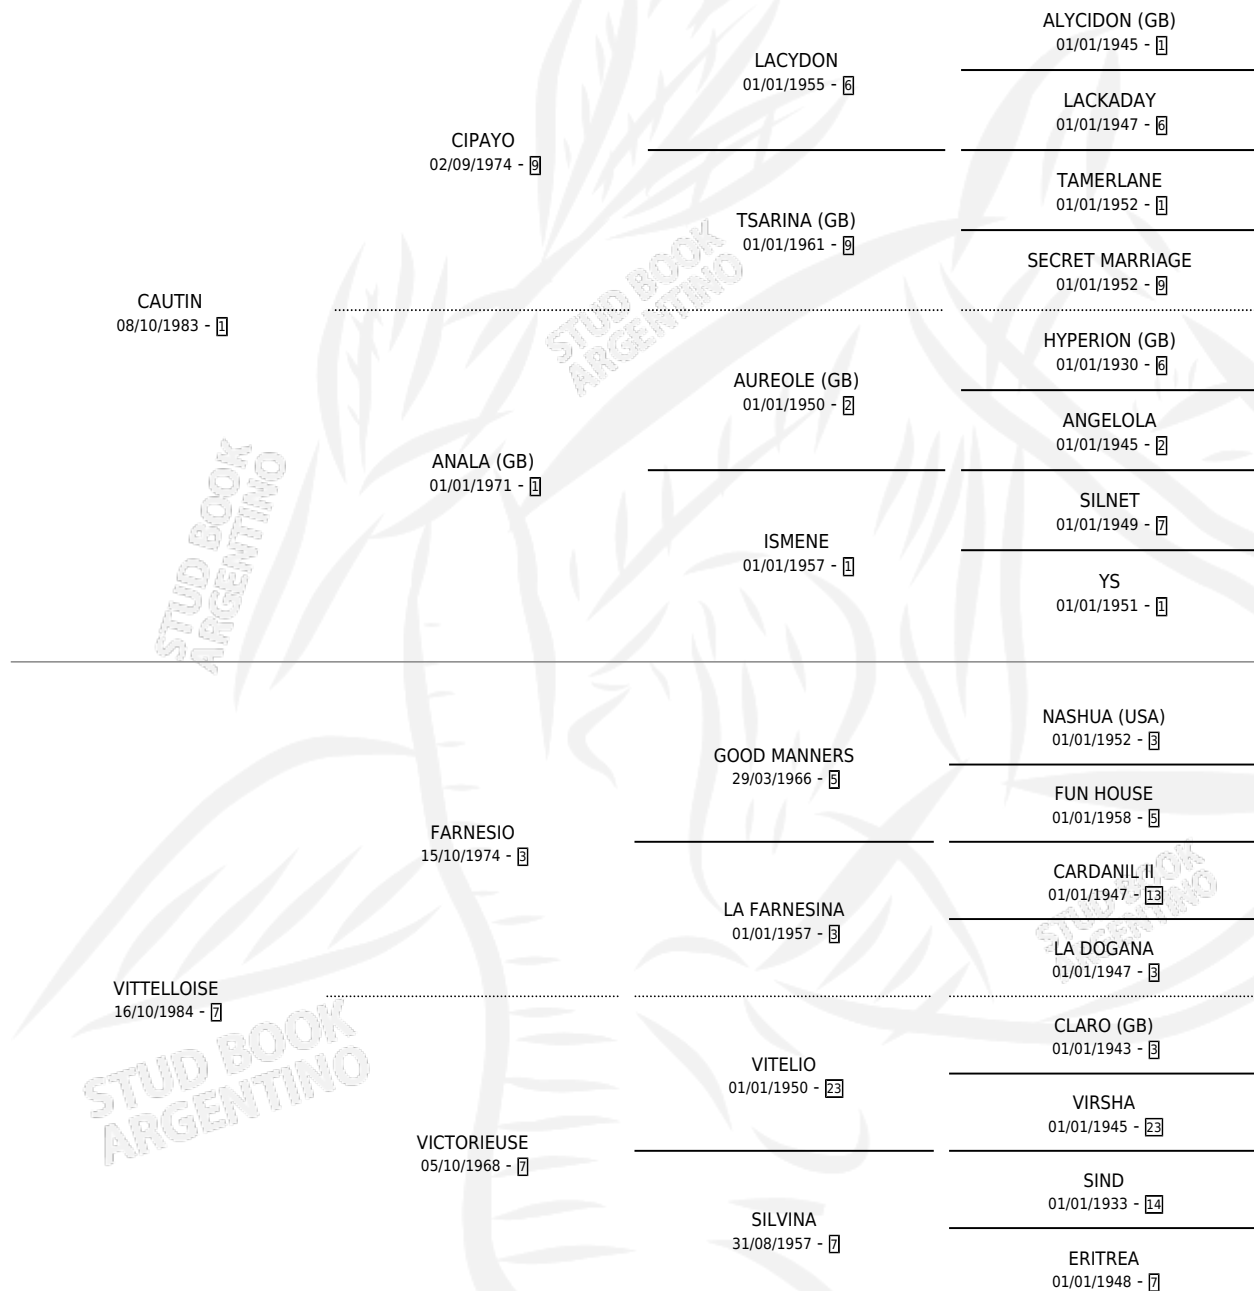 ALYCIDON (GB)
01/01/1945 - 1
LACYDON
01/01/1955 - 6
LACKADAY
01/01/1947 - 6
CIPAYO
02/09/1974 - 9
TAMERLANE
01/01/1952 - 1
TSARINA (GB)
01/01/1961 - 9
SECRET MARRIAGE
01/01/1952 - 9
CAUTIN
08/10/1983 - 1
STUD BOOK
ARGENTINO
HYPERION (GB)
01/01/1930 - 6
AUREOLE (GB)
01/01/1950 - 2
ANGELOLA
01/01/1945 - 2
ANALA (GB)
01/01/1971 - 1
SILNET
01/01/1949 - 7
ISMENE
01/01/1957 - 1
YS
01/01/1951 - 1
STUD BOOK
ARGENTINO
NASHUA (USA)
01/01/1952 - 3
GOOD MANNERS
29/03/1966 - 5
FUN HOUSE
01/01/1958 - 5
FARNESIO
15/10/1974 - 3
CARDANIL II
01/01/1947 - 13
LA FARNESINA
01/01/1957 - 3
STUD BOOK
ARGENTINO
LA DOGANA
01/01/1947 - 3
VITTELLOISE
16/10/1984 - 7
CLARO (GB)
01/01/1943 - 3
VITELIO
01/01/1950 - 23
STUD BOOK
ARGENTINO
VIRSHA
01/01/1945 - 23
VICTORIEUSE
05/10/1968 - 7
SIND
01/01/1933 - 14
SILVINA
31/08/1957 - 7
ERITREA
01/01/1948 - 7